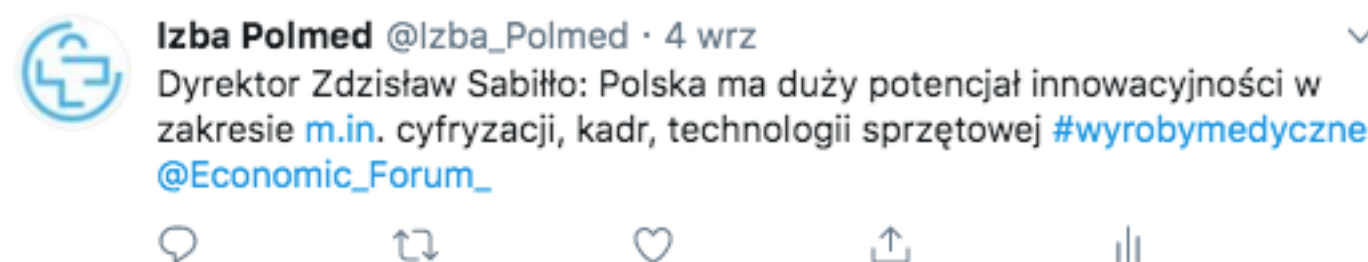 Izba Polmed @Izba_Polmed · 4 wrz
Dyrektor Zdzisław Sabiłło: Polska ma duży potencjał innowacyjności w
zakresie m.in. cyfryzacji, kadr, technologii sprzętowej #wyrobymedyczne
@Economic_Forum_